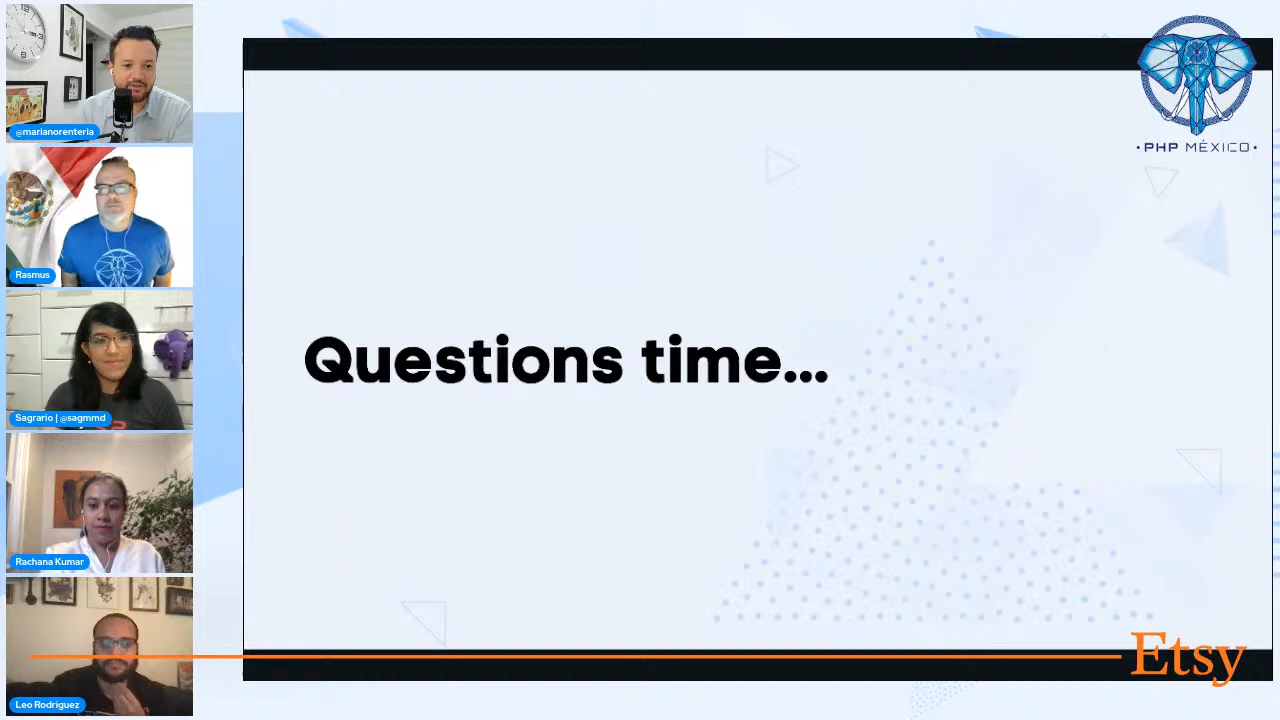 @marianorenteria
Rasmus
Sagrario | @sagmmd
Rachana Kumar
Leo Rodriguez
Questions time...
• PHP MÉXICO •
Etsy